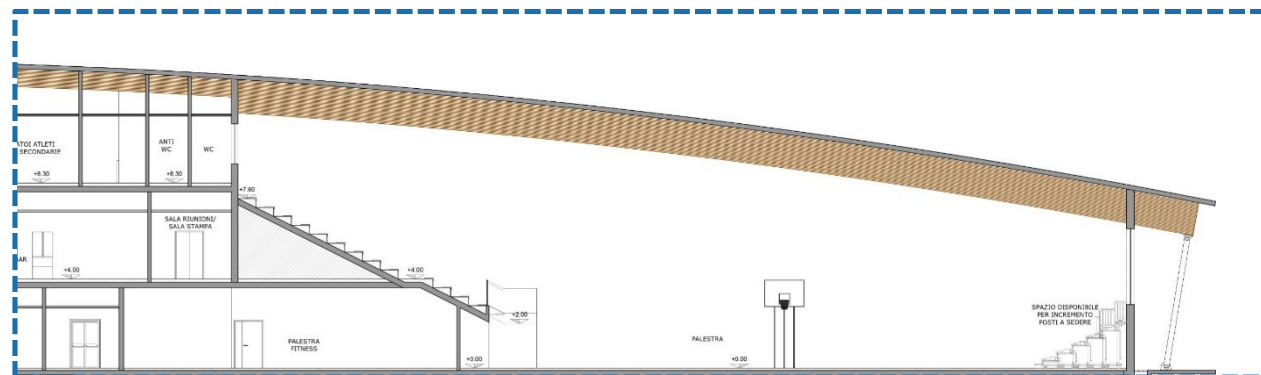 ATOI ATLETI
SECONDARIE
+8.30
ANTI
WC
+8.30
WC
+7.60
SALA RIUNIONI/
SALA STAMPA
AR
+4.00
+4.00
+2.00
SPAZIO DISPONIBILE
PER INCREMENTO
POSTI A SEDERE
PALESTRA
FITNESS
PALESTRA
+0.00
+0.00